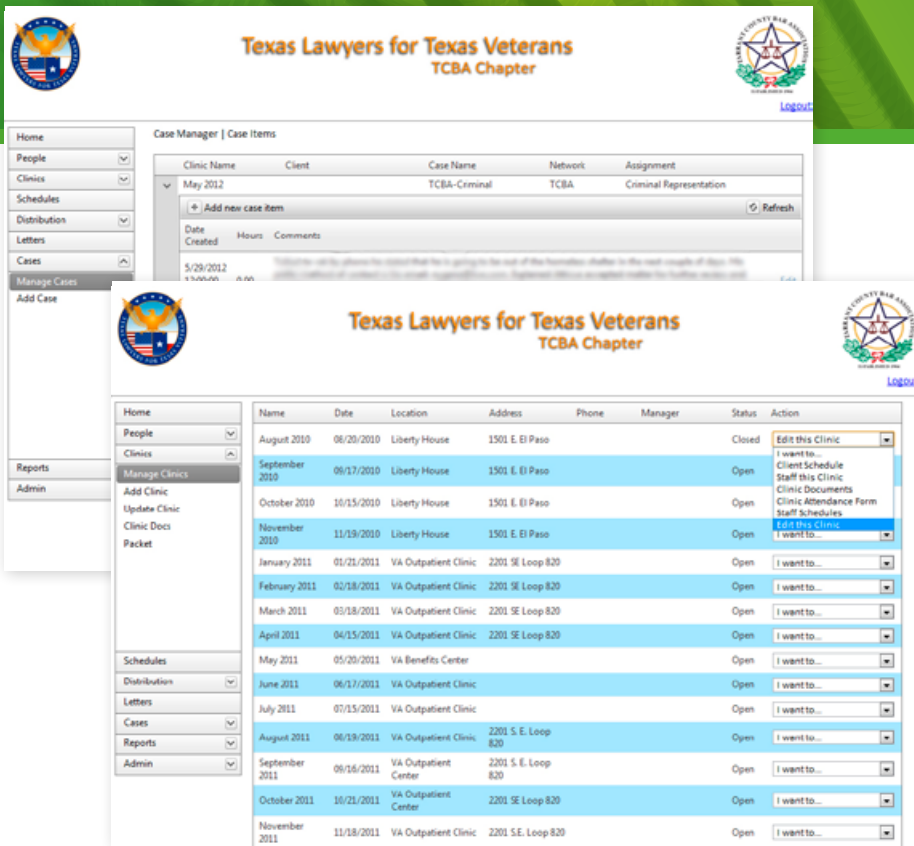 Texas Lawyers for Texas Veterans
TCBA Chapter
Logout
Home
People
Clinics
Schedules
Distribution
Letters
Cases
Manage Cases
Add Case
Reports
Admin
Case Manager | Case Items
Clinic Name Client Case Name Network Assignment
May 2012 TCBA-Criminal TCBA Criminal Representation
+ Add new case item Refresh
Date Created Hours Comments
5/29/2012
12:00:00 0.00 Edit
Texas Lawyers for Texas Veterans
TCBA Chapter
Logou
Home
People
Clinics
Manage Clinics
Add Clinic
Update Clinic
Clinic Docs
Packet
Schedules
Distribution
Letters
Cases
Reports
Admin
Name Date Location Address Phone Manager Status Action
August 2010 08/20/2010 Liberty House 1501 E. El Paso Closed Edit this Clinic
I want to...
Client Schedule
Staff this Clinic
Clinic Documents
Clinic Attendance Form
Staff Schedules
Edit this Clinic
September 2010 09/17/2010 Liberty House 1501 E. El Paso Open
October 2010 10/15/2010 Liberty House 1501 E. El Paso Open
November 2010 11/19/2010 Liberty House 1501 E. El Paso Open I want to...
January 2011 01/21/2011 VA Outpatient Clinic 2201 SE Loop 820 Open I want to...
February 2011 02/18/2011 VA Outpatient Clinic 2201 SE Loop 820 Open I want to...
March 2011 03/18/2011 VA Outpatient Clinic 2201 SE Loop 820 Open I want to...
April 2011 04/15/2011 VA Outpatient Clinic 2201 SE Loop 820 Open I want to...
May 2011 05/20/2011 VA Benefits Center Open I want to...
June 2011 06/17/2011 VA Outpatient Clinic Open I want to...
July 2011 07/15/2011 VA Outpatient Clinic Open I want to...
August 2011 08/19/2011 VA Outpatient Clinic 2201 S. E. Loop 820 Open I want to...
September 2011 09/16/2011 VA Outpatient Center 2201 S. E. Loop 820 Open I want to...
October 2011 10/21/2011 VA Outpatient Center 2201 SE Loop 820 Open I want to...
November 2011 11/18/2011 VA Outpatient Clinic 2201 S.E. Loop 820 Open I want to...